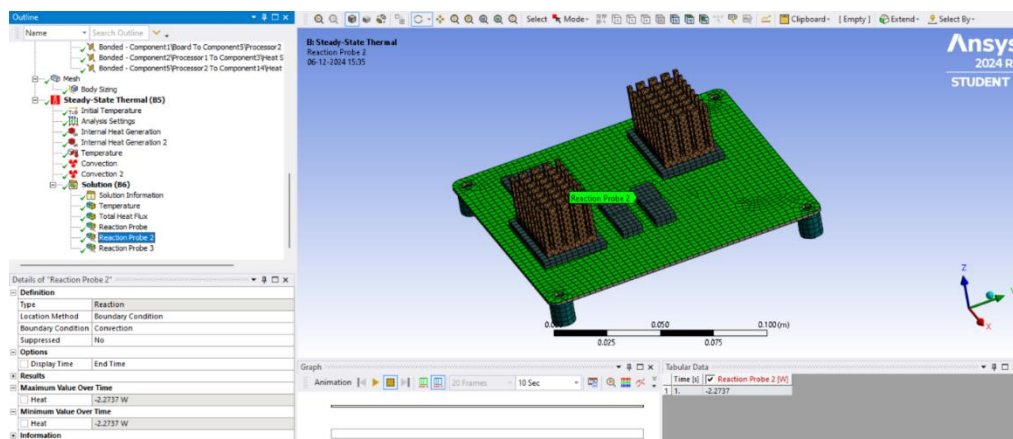 Outline
Name
Search Outline
Bonded - Component1\Board To Component5\Processor2
Bonded - Component2\Processor1 To Component3\Heat S
Bonded - Component5\Processor2 To Component14\Heat
Mesh
Body Sizing
Steady-State Thermal (B5)
Initial Temperature
Analysis Settings
Internal Heat Generation
Internal Heat Generation 2
Temperature
Convection
Convection 2
Solution (B6)
Solution Information
Temperature
Total Heat Flux
Reaction Probe
Reaction Probe 2
Reaction Probe 3
Details of "Reaction Probe 2"
Definition
Type Reaction
Location Method Boundary Condition
Boundary Condition Convection
Suppressed No
Options
Display Time End Time
Results
Maximum Value Over Time
Heat -2.2737 W
Minimum Value Over Time
Heat -2.2737 W
Information
Select Mode Clipboard [ Empty ] Extend Select By
B: Steady-State Thermal
Reaction Probe 2
06-12-2024 15:35
Ansys
2024 R
STUDENT
Reaction Probe 2
Z
X
0.050 0.100 (m)
0.025 0.075
Graph
Animation 20 Frames 10 Sec
Tabular Data
Time [s] Reaction Probe 2 [W]
1 1. -2.2737